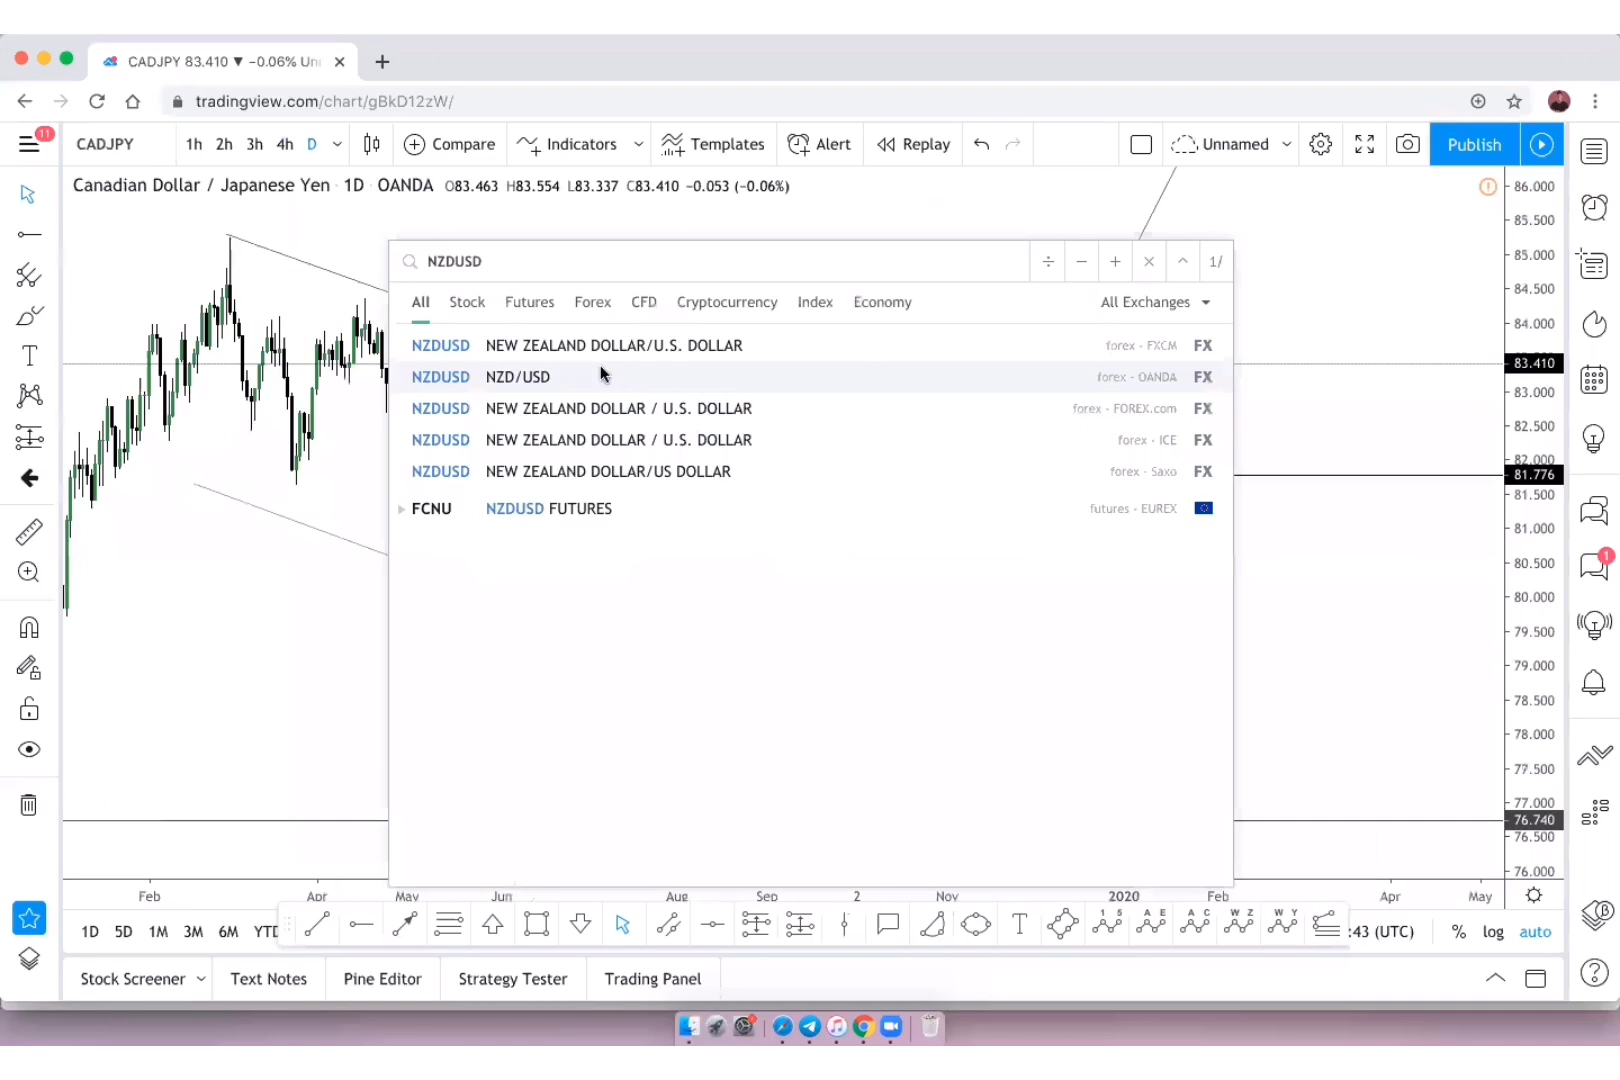 CADJPY 83.410 ▼ −0.06% Un
tradingview.com/chart/gBkD12zW/
11
CADJPY 1h 2h 3h 4h D Compare Indicators Templates Alert Replay Unnamed Publish
Canadian Dollar / Japanese Yen · 1D · OANDA O83.463 H83.554 L83.337 C83.410 −0.053 (−0.06%)
NZDUSD ÷ − + × ^ 1/
All Stock Futures Forex CFD Cryptocurrency Index Economy All Exchanges
NZDUSD NEW ZEALAND DOLLAR/U.S. DOLLAR forex - FXCM FX
NZDUSD NZD/USD forex - OANDA FX
NZDUSD NEW ZEALAND DOLLAR / U.S. DOLLAR forex - FOREX.com FX
NZDUSD NEW ZEALAND DOLLAR / U.S. DOLLAR forex - ICE FX
NZDUSD NEW ZEALAND DOLLAR/US DOLLAR forex - Saxo FX
FCNU NZDUSD FUTURES futures - EUREX
86.000
85.500
85.000
84.500
84.000
83.410
83.000
82.500
82.000
81.776
81.500
81.000
80.500
80.000
79.500
79.000
78.500
78.000
77.500
77.000
76.740
76.500
76.000
1
Feb Apr May Jun Aug Sep 2 Nov 2020 Feb Apr May
1D 5D 1M 3M 6M YTD T 1 5 A E A C W Z W Y :43 (UTC) % log auto
Stock Screener Text Notes Pine Editor Strategy Tester Trading Panel